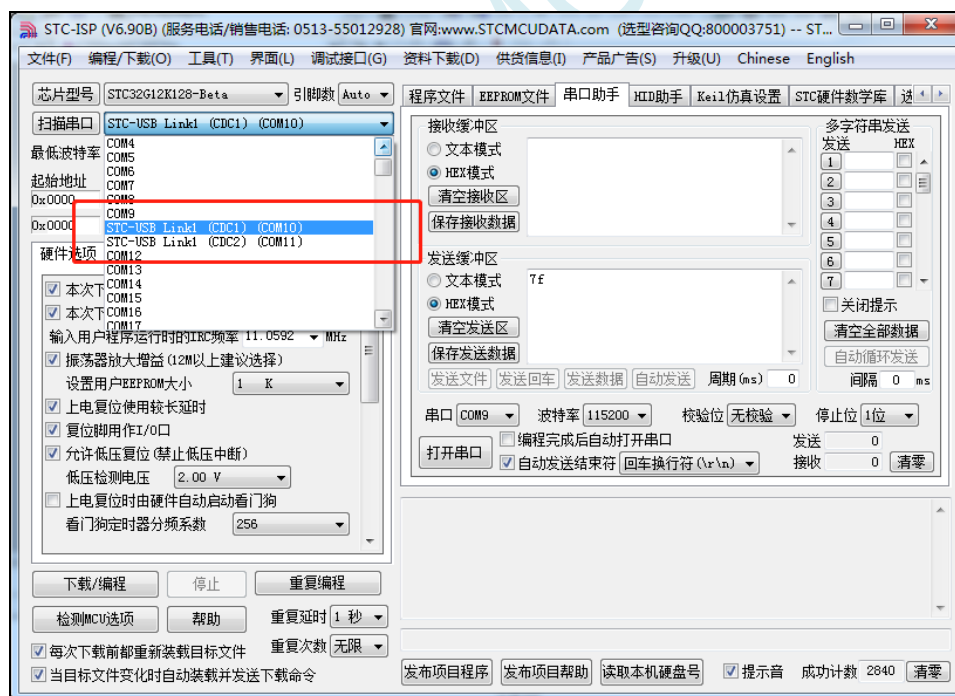 STC-ISP (V6.90B) (服务电话/销售电话: 0513-55012928) 官网:www.STCMCUDATA.com (选型咨询QQ:800003751) -- ST...
文件(F) 编程/下载(O) 工具(T) 界面(L) 调试接口(G) 资料下载(D) 供货信息(I) 产品广告(S) 升级(U) Chinese English
芯片型号 STC32G12K128-Beta 引脚数 Auto
扫描串口 STC-USB Link1 (CDC1) (COM10)
最低波特率
起始地址
0x0000
0x0000
COM4
COM5
COM6
COM7
COM8
COM9
STC-USB Link1 (CDC1) (COM10)
STC-USB Link1 (CDC2) (COM11)
COM12
COM13
COM14
COM15
COM16
COM17
硬件选项
本次下
本次下
输入用户程序运行时的IRC频率 11.0592 MHz
振荡器放大增益(12M以上建议选择)
设置用户EEPROM大小 1 K
上电复位使用较长延时
复位脚用作I/O口
允许低压复位(禁止低压中断)
低压检测电压 2.00 V
上电复位时由硬件自动启动看门狗
看门狗定时器分频系数 256
下载/编程 停止 重复编程
检测MCU选项 帮助 重复延时 1 秒
重复次数 无限
每次下载前都重新装载目标文件
当目标文件变化时自动装载并发送下载命令
程序文件 EEPROM文件 串口助手 HID助手 Keil仿真设置 STC硬件数学库
接收缓冲区
文本模式
HEX模式
清空接收区
保存接收数据
发送缓冲区
文本模式 7f
HEX模式
清空发送区
保存发送数据
发送文件 发送回车 发送数据 自动发送 周期(ms) 0
多字符串发送
发送 HEX
1
2
3
4
5
6
7
关闭提示
清空全部数据
自动循环发送
间隔 0 ms
串口 COM9 波特率 115200 校验位 无校验 停止位 1位
打开串口 编程完成后自动打开串口 发送 0
自动发送结束符 回车换行符(\r\n) 接收 0 清零
发布项目程序 发布项目帮助 读取本机硬盘号 提示音 成功计数 2840 清零